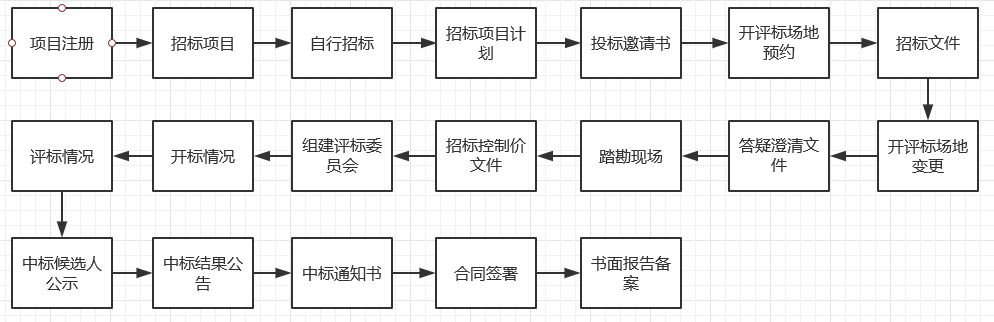 项目注册
招标项目
自行招标
招标项目计
划
投标邀请书
开评标场地
预约
招标文件
开评标场地
变更
答疑澄清文
件
踏勘现场
招标控制价
文件
组建评标委
员会
开标情况
评标情况
中标候选人
公示
中标结果公
告
中标通知书
合同签署
书面报告备
案